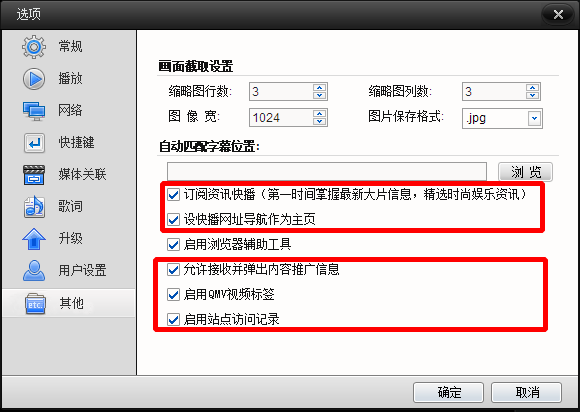 选项
常规
播放
网络
快捷键
媒体关联
歌词
升级
用户设置
etc.
其他
画面截取设置
缩略图行数: 3 缩略图列数: 3
图 像 宽: 1024 图片保存格式: .jpg
自动匹配字幕位置:
浏 览
订阅资讯快播（第一时间掌握最新大片信息，精选时尚娱乐资讯）
设快播网址导航作为主页
启用浏览器辅助工具
允许接收并弹出内容推广信息
启用QMV视频标签
启用站点访问记录
确定 取消